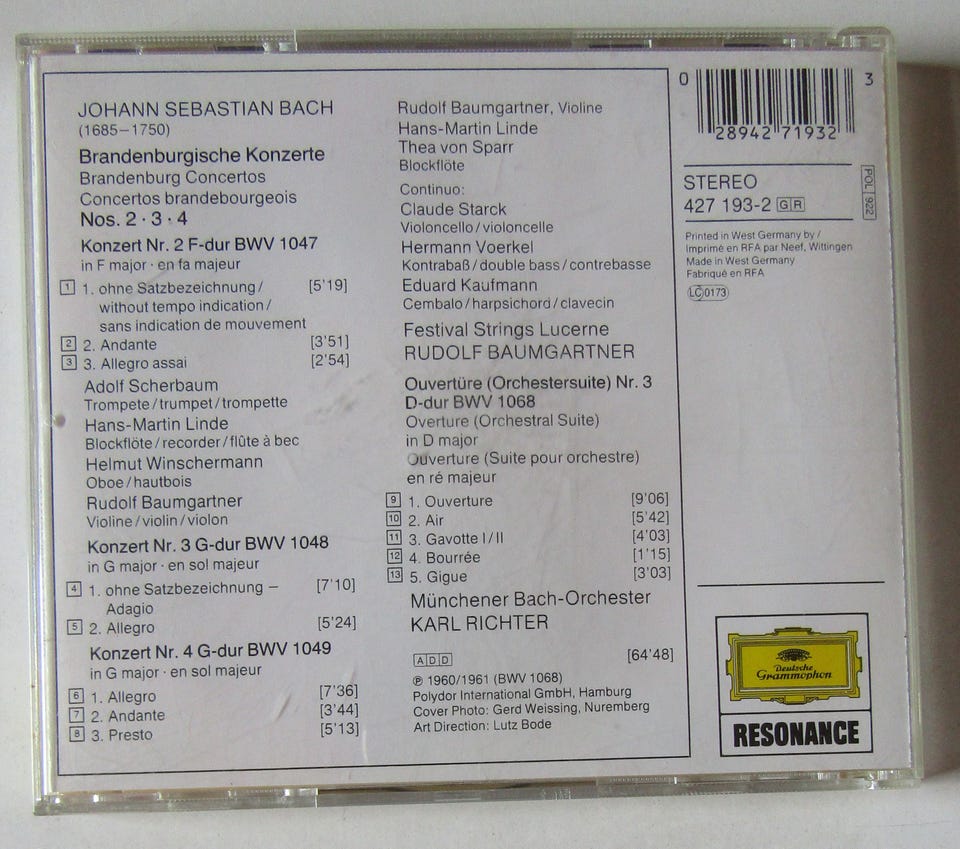 JOHANN SEBASTIAN BACH
(1685–1750)
Brandenburgische Konzerte
Brandenburg Concertos
Concertos brandebourgeois
Nos. 2 · 3 · 4
Konzert Nr. 2 F-dur BWV 1047
in F major · en fa majeur
1 1. ohne Satzbezeichnung / [5'19]
without tempo indication /
sans indication de mouvement
2 2. Andante [3'51]
3 3. Allegro assai [2'54]
Adolf Scherbaum
Trompete / trumpet / trompette
Hans-Martin Linde
Blockflöte / recorder / flûte à bec
Helmut Winschermann
Oboe / hautbois
Rudolf Baumgartner
Violine / violin / violon
Konzert Nr. 3 G-dur BWV 1048
in G major · en sol majeur
4 1. ohne Satzbezeichnung – [7'10]
Adagio
5 2. Allegro [5'24]
Konzert Nr. 4 G-dur BWV 1049
in G major · en sol majeur
6 1. Allegro [7'36]
7 2. Andante [3'44]
8 3. Presto [5'13]
Rudolf Baumgartner, Violine
Hans-Martin Linde
Thea von Sparr
Blockflöte
Continuo:
Claude Starck
Violoncello / violoncelle
Hermann Voerkel
Kontrabaß / double bass / contrebasse
Eduard Kaufmann
Cembalo / harpsichord / clavecin
Festival Strings Lucerne
RUDOLF BAUMGARTNER
Ouvertüre (Orchestersuite) Nr. 3
D-dur BWV 1068
Overture (Orchestral Suite)
in D major
Ouverture (Suite pour orchestre)
en ré majeur
9 1. Ouverture [9'06]
10 2. Air [5'42]
11 3. Gavotte I / II [4'03]
12 4. Bourrée [1'15]
13 5. Gigue [3'03]
Münchener Bach-Orchester
KARL RICHTER
ADD [64'48]
℗ 1960/1961 (BWV 1068)
Polydor International GmbH, Hamburg
Cover Photo: Gerd Weissing, Nuremberg
Art Direction: Lutz Bode
0 28942 71932 3
STEREO
427 193-2 GR
POL 922
Printed in West Germany by /
Imprimé en RFA par Neef, Wittingen
Made in West Germany
Fabriqué en RFA
LC 0173
Deutsche
Grammophon
RESONANCE